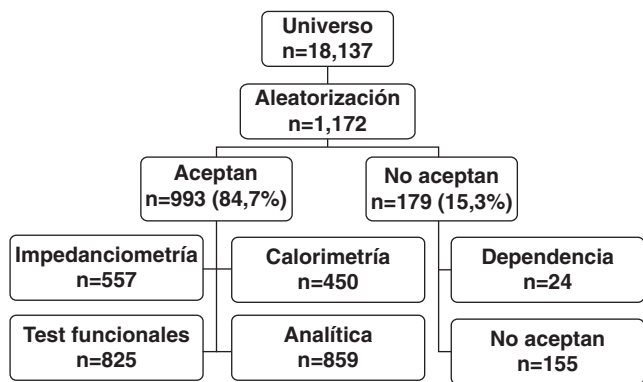 Universo
n=18,137
Aleatorización
n=1,172
Aceptan
n=993 (84,7%)
No aceptan
n=179 (15,3%)
Impedanciometría
n=557
Calorimetría
n=450
Dependencia
n=24
Test funcionales
n=825
Analítica
n=859
No aceptan
n=155